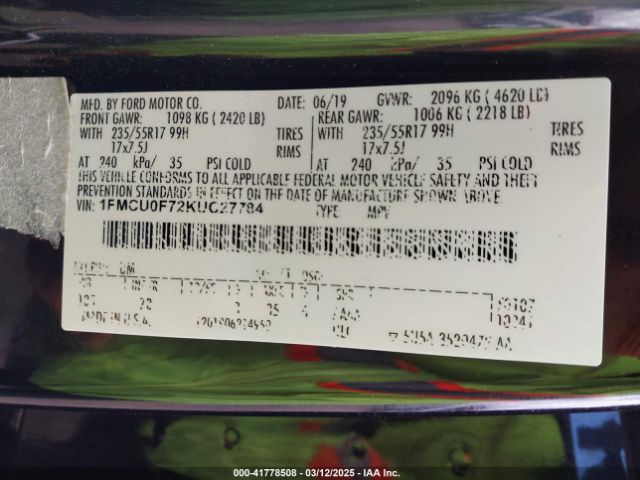 MFD. BY FORD MOTOR CO. DATE: 06/19 GVWR: 2096 KG ( 4620 LB)
FRONT GAWR: 1098 KG ( 2420 LB) REAR GAWR: 1006 KG ( 2218 LB)
WITH 235/55R17 99H TIRES WITH 235/55R17 99H TIRES
17x7.5J RIMS 17x7.5J RIMS
AT 240 kPa/ 35 PSI COLD AT 240 kPa/ 35 PSI COLD
THIS VEHICLE CONFORMS TO ALL APPLICABLE FEDERAL MOTOR VEHICLE SAFETY AND THEFT
PREVENTION STANDARDS IN EFFECT ON THE DATE OF MANUFACTURE SHOWN ABOVE.
VIN: 1FMCU0F72KUC27784 TYPE: MPV
MADE IN U.S.A.
000-41778508 - 03/12/2025 - IAA Inc.